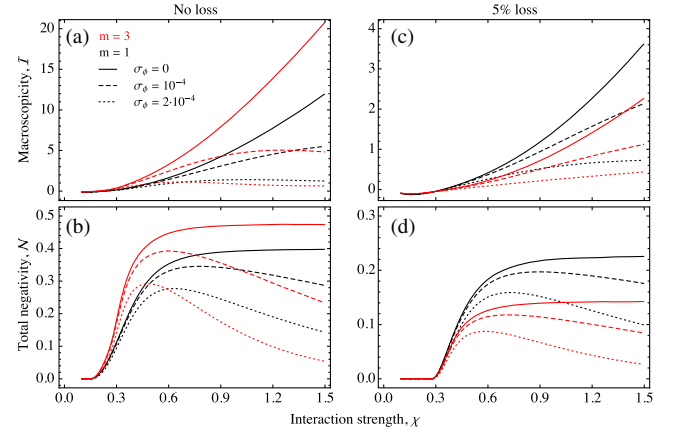 No loss
5% loss
(a)
m = 3
m = 1
σ_ϕ = 0
σ_ϕ = 10⁻⁴
σ_ϕ = 2·10⁻⁴
Macroscopicity, ℐ
20
15
10
5
0
(c)
4
3
2
1
0
(b)
Total negativity, 𝒩
0.5
0.4
0.3
0.2
0.1
0.0
(d)
0.3
0.2
0.1
0.0
0.0 0.3 0.6 0.9 1.2 1.5
0.0 0.3 0.6 0.9 1.2 1.5
Interaction strength, χ